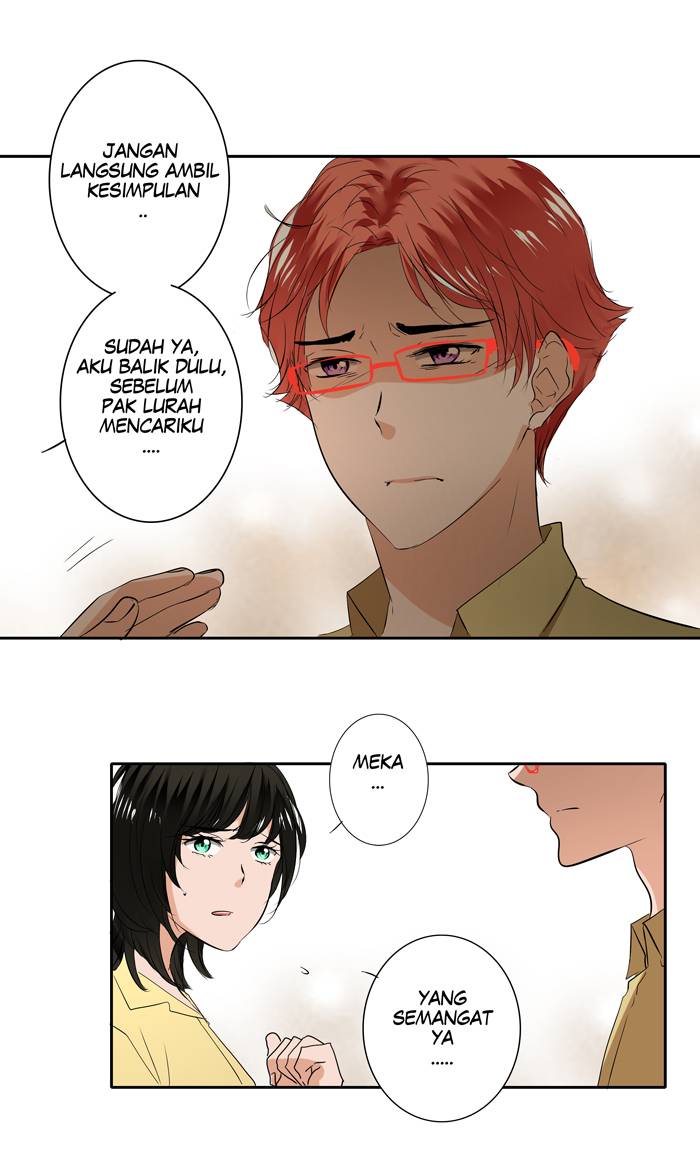 JANGAN
LANGSUNG AMBIL
KESIMPULAN
..
SUDAH YA,
AKU BALIK DULU,
SEBELUM
PAK LURAH
MENCARIKU
....
MEKA
...
YANG
SEMANGAT
YA
.....